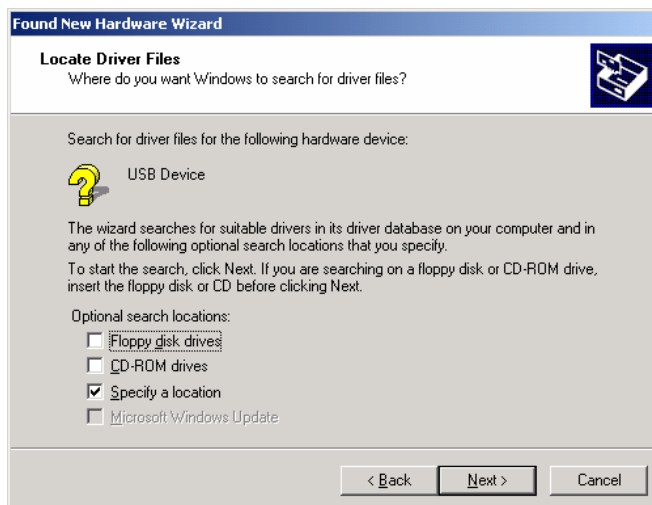 Found New Hardware Wizard
Locate Driver Files
Where do you want Windows to search for driver files?
Search for driver files for the following hardware device:
USB Device
The wizard searches for suitable drivers in its driver database on your computer and in
any of the following optional search locations that you specify.
To start the search, click Next. If you are searching on a floppy disk or CD-ROM drive,
insert the floppy disk or CD before clicking Next.
Optional search locations:
Floppy disk drives
CD-ROM drives
Specify a location
Microsoft Windows Update
< Back Next > Cancel